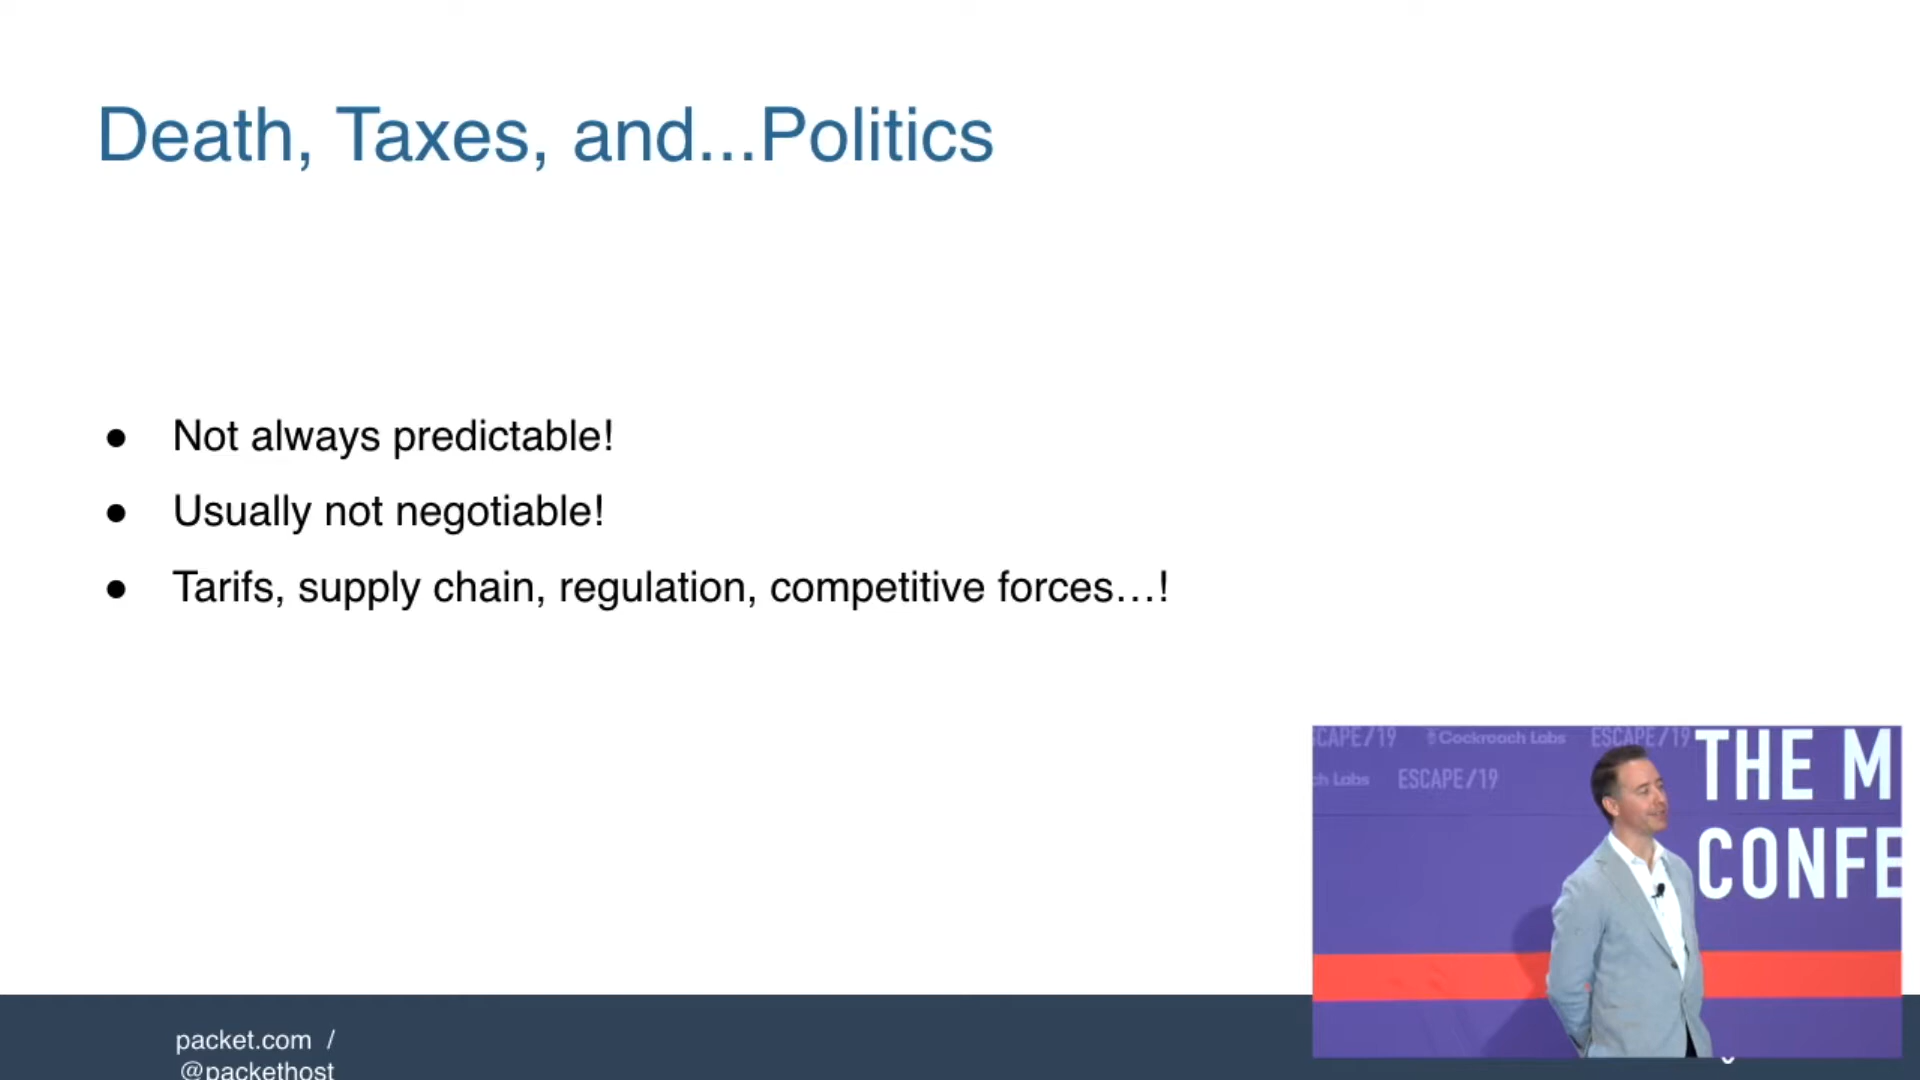 Death, Taxes, and...Politics
● Not always predictable!
● Usually not negotiable!
● Tarifs, supply chain, regulation, competitive forces…!
CAPE/19 Cockroach Labs ESCAPE/19
ch Labs ESCAPE/19
THE M
CONFE
packet.com /
@packethost